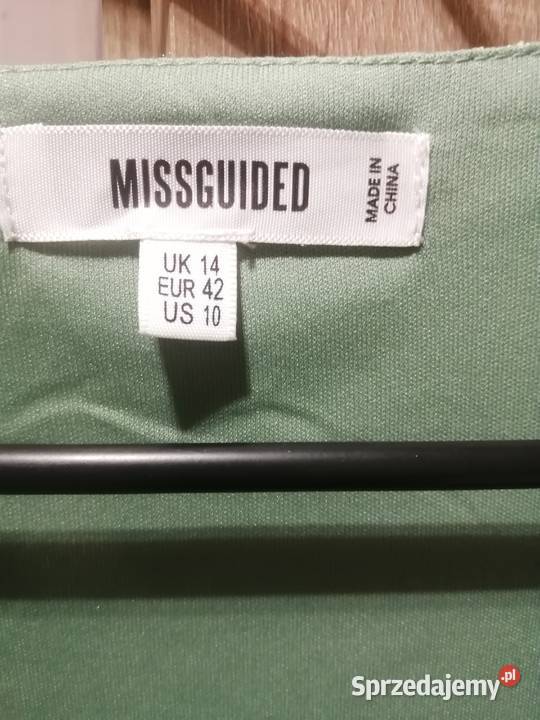 MISSGUIDED
MADE IN
CHINA
UK 14
EUR 42
US 10
Sprzedajemy.pl